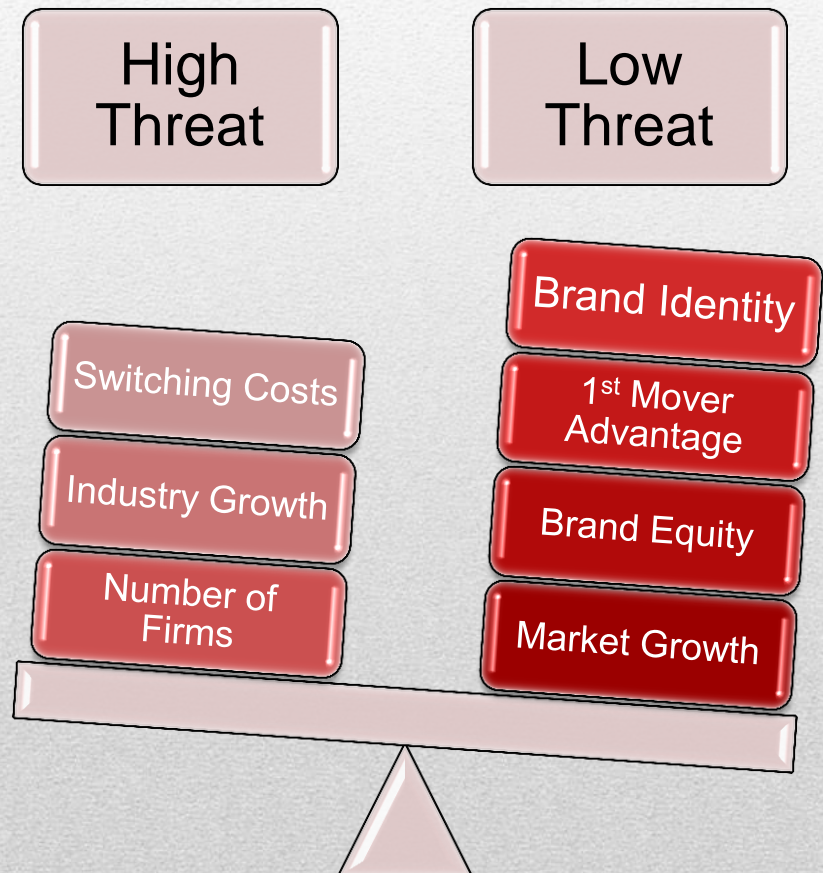 High
Threat
Low
Threat
Switching Costs
Industry Growth
Number of
Firms
Brand Identity
1st Mover
Advantage
Brand Equity
Market Growth